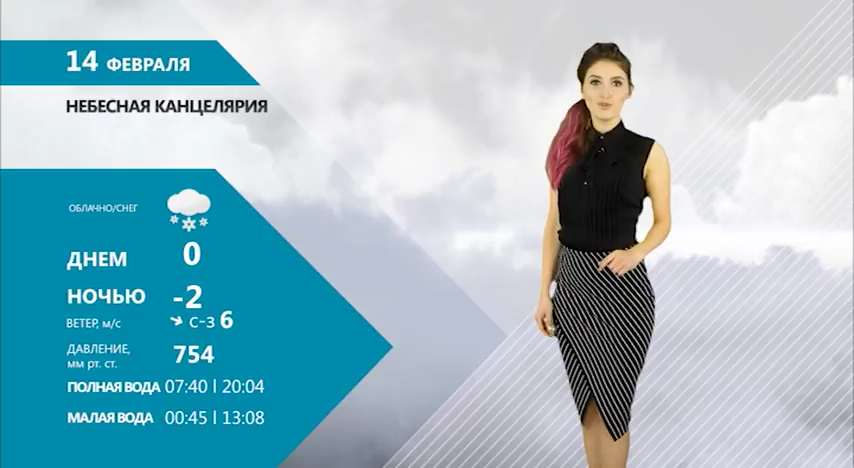 14 ФЕВРАЛЯ
НЕБЕСНАЯ КАНЦЕЛЯРИЯ
ОБЛАЧНО/СНЕГ
ДНЕМ 0
НОЧЬЮ -2
ВЕТЕР, м/с С-З 6
ДАВЛЕНИЕ, мм рт. ст. 754
ПОЛНАЯ ВОДА 07:40 | 20:04
МАЛАЯ ВОДА 00:45 | 13:08